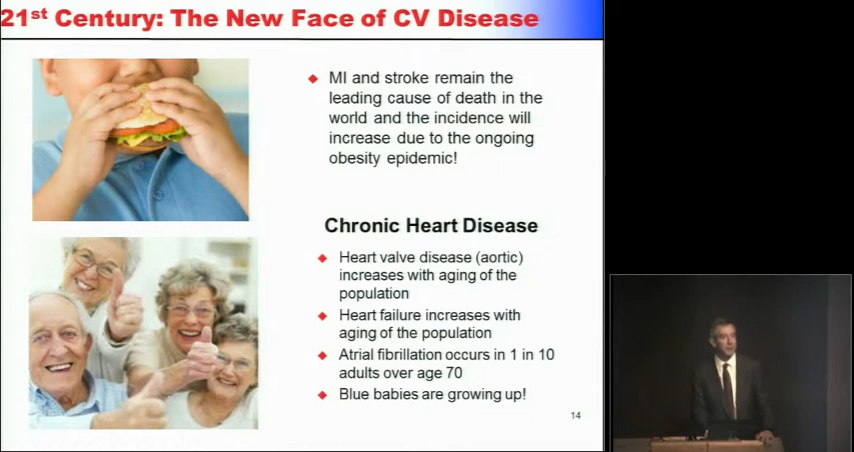 21st Century: The New Face of CV Disease
MI and stroke remain the
leading cause of death in the
world and the incidence will
increase due to the ongoing
obesity epidemic!
Chronic Heart Disease
Heart valve disease (aortic)
increases with aging of the
population
Heart failure increases with
aging of the population
Atrial fibrillation occurs in 1 in 10
adults over age 70
Blue babies are growing up!
14